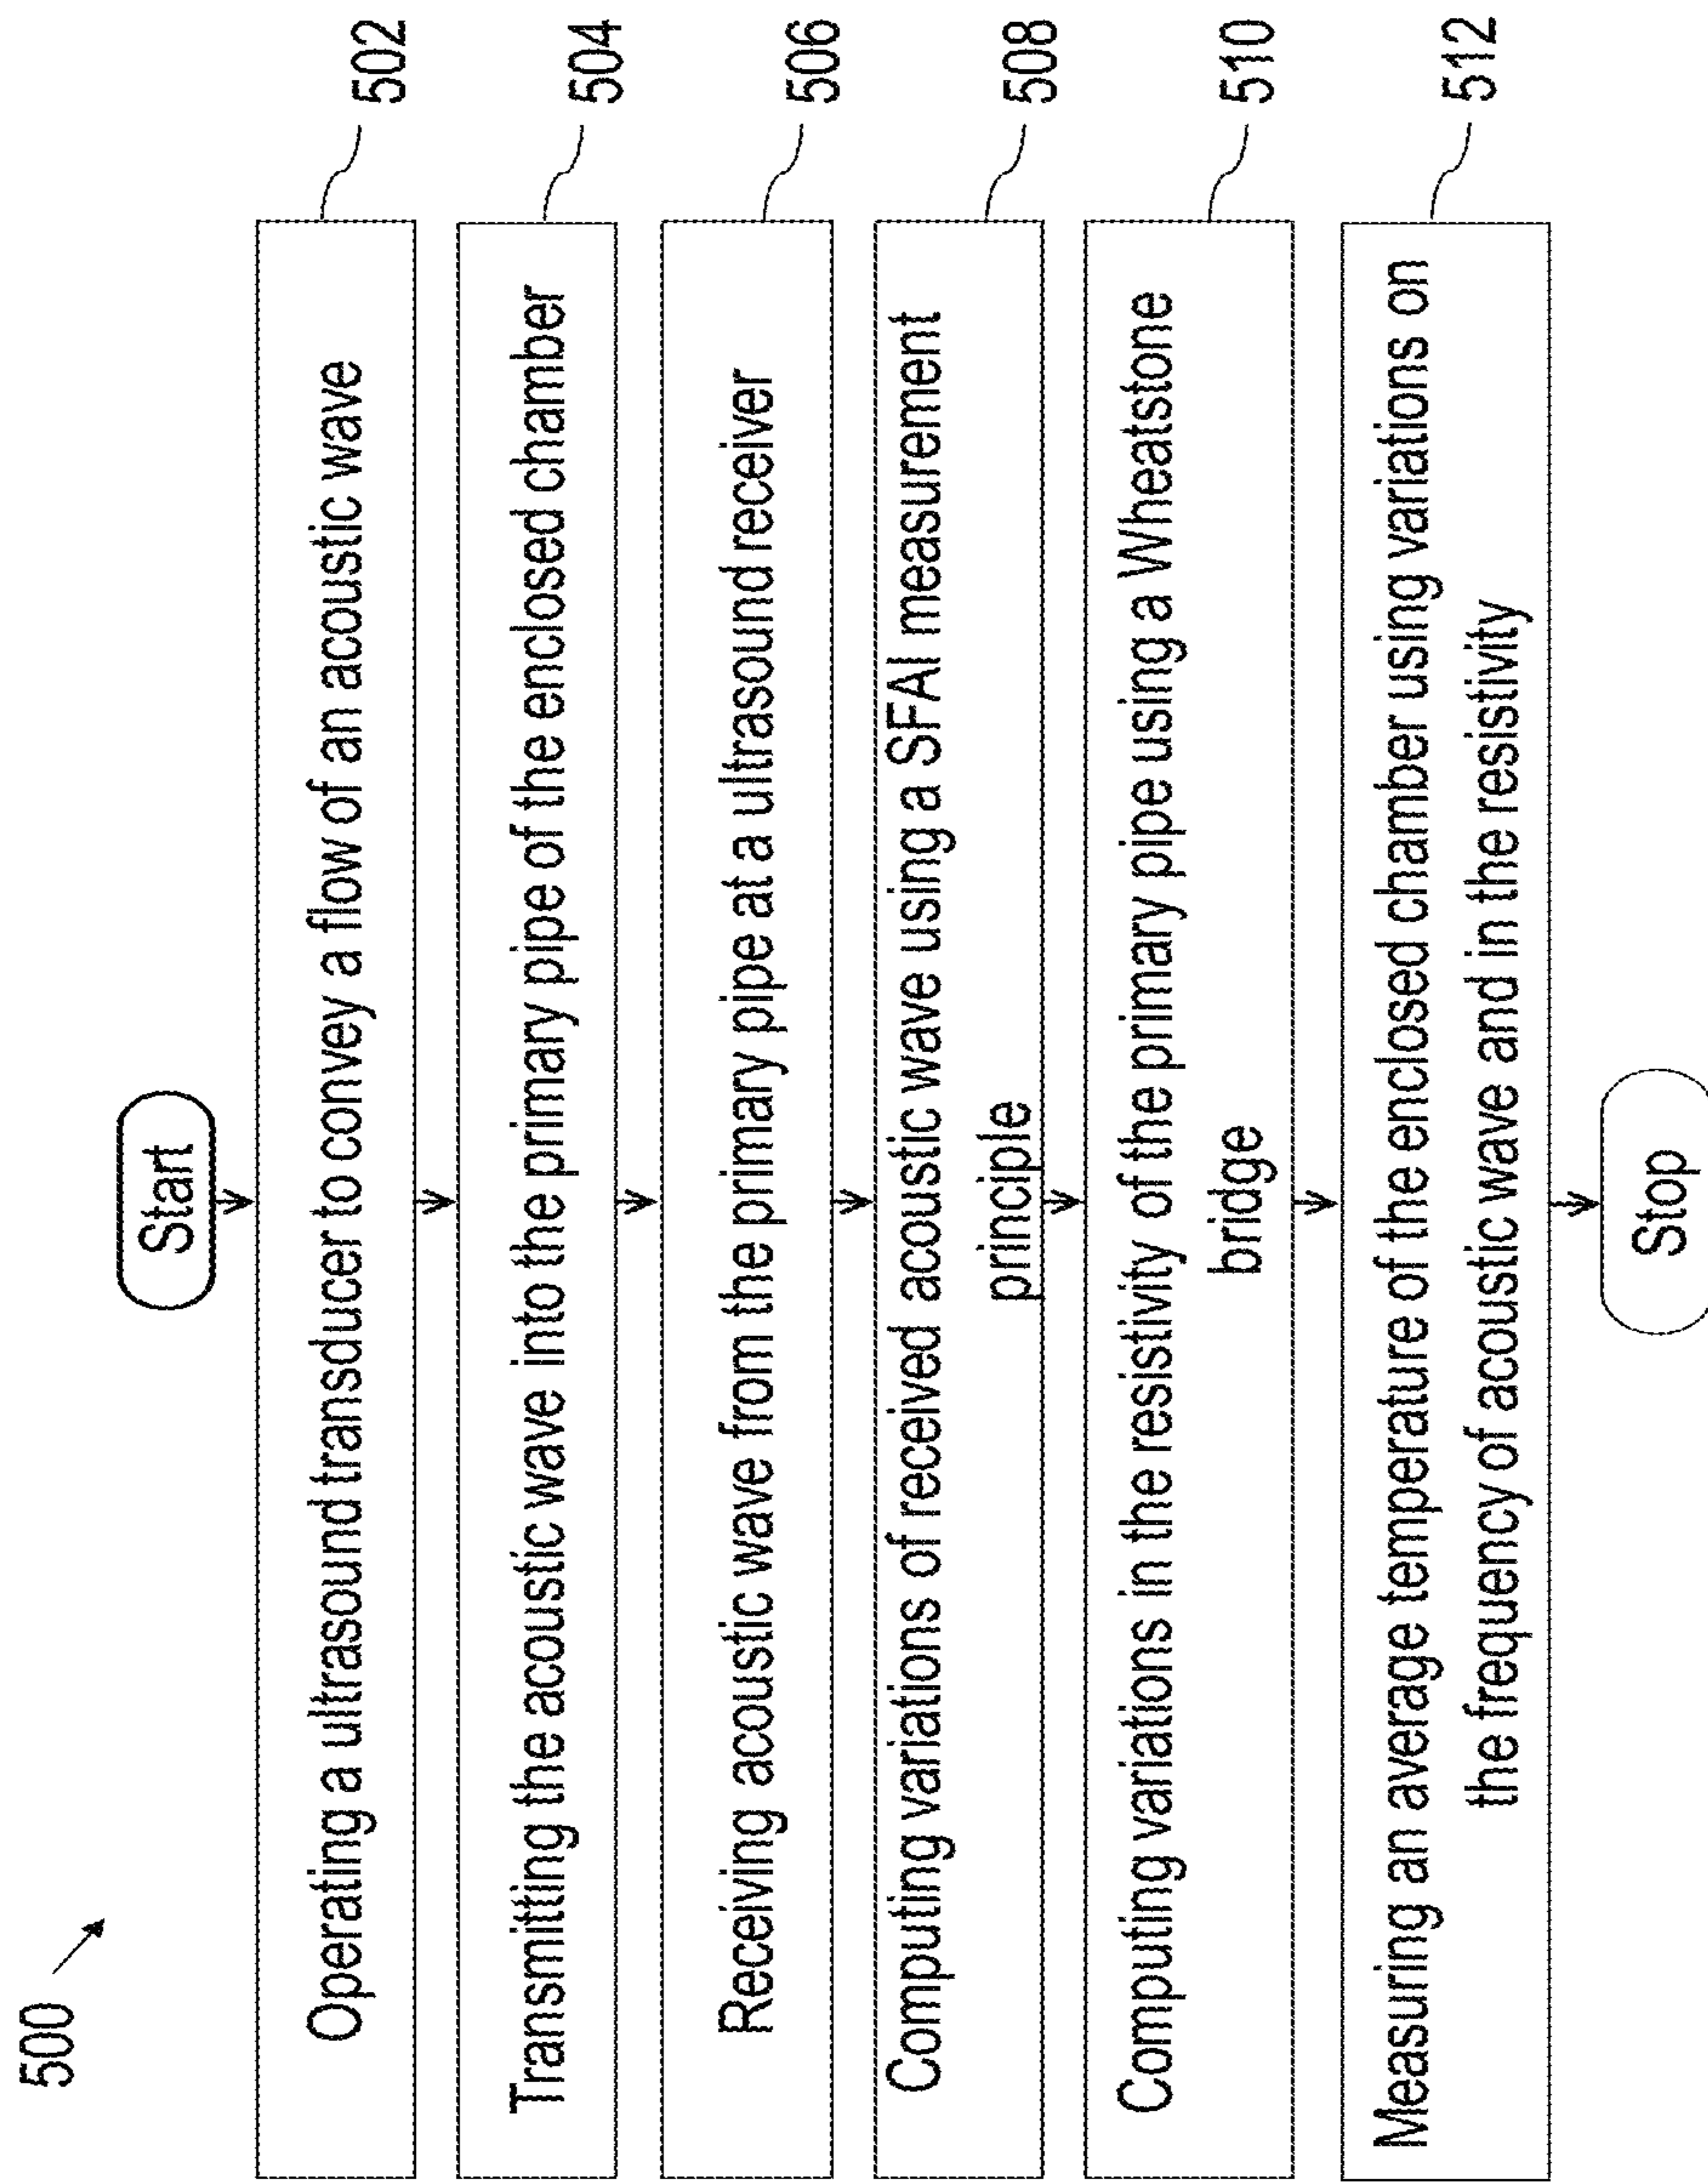 500
Start
Operating a ultrasound transducer to convey a flow of an acoustic wave
502
Transmitting the acoustic wave into the primary pipe of the enclosed chamber
504
Receiving acoustic wave from the primary pipe at a ultrasound receiver
506
Computing variations of received acoustic wave using a SFAI measurement
principle
508
Computing variations in the resistivity of the primary pipe using a Wheatstone
bridge
510
Measuring an average temperature of the enclosed chamber using variations on
the frequency of acoustic wave and in the resistivity
512
Stop